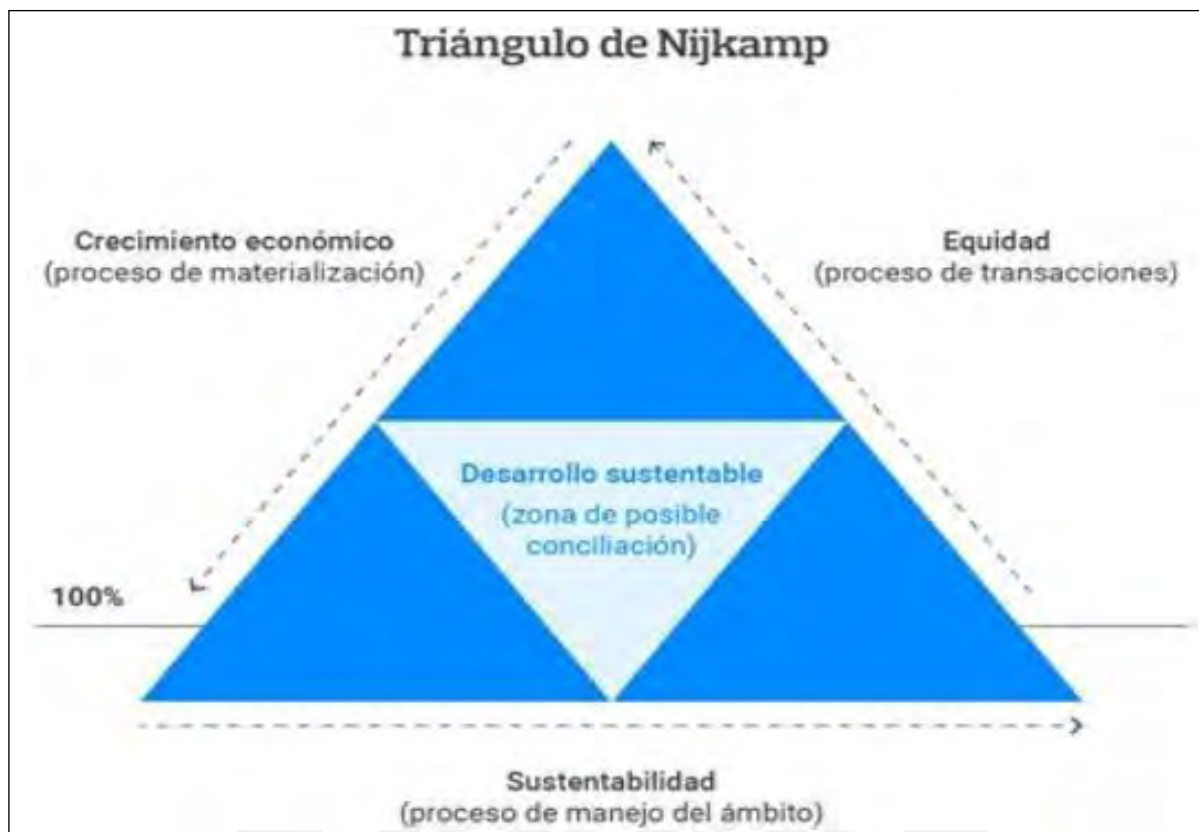 Triángulo de Nijkamp
Crecimiento económico
(proceso de materialización)
Equidad
(proceso de transacciones)
Desarrollo sustentable
(zona de posible
conciliación)
100%
Sustentabilidad
(proceso de manejo del ámbito)